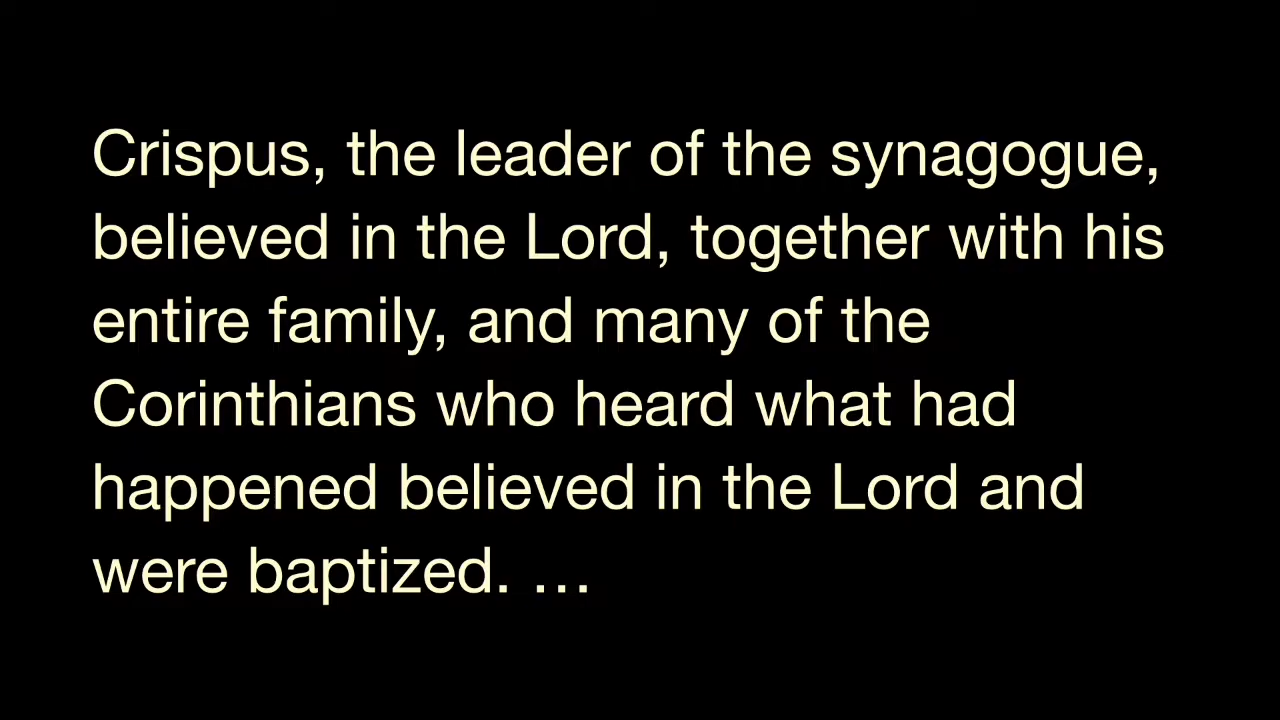 Crispus, the leader of the synagogue,
believed in the Lord, together with his
entire family, and many of the
Corinthians who heard what had
happened believed in the Lord and
were baptized. …